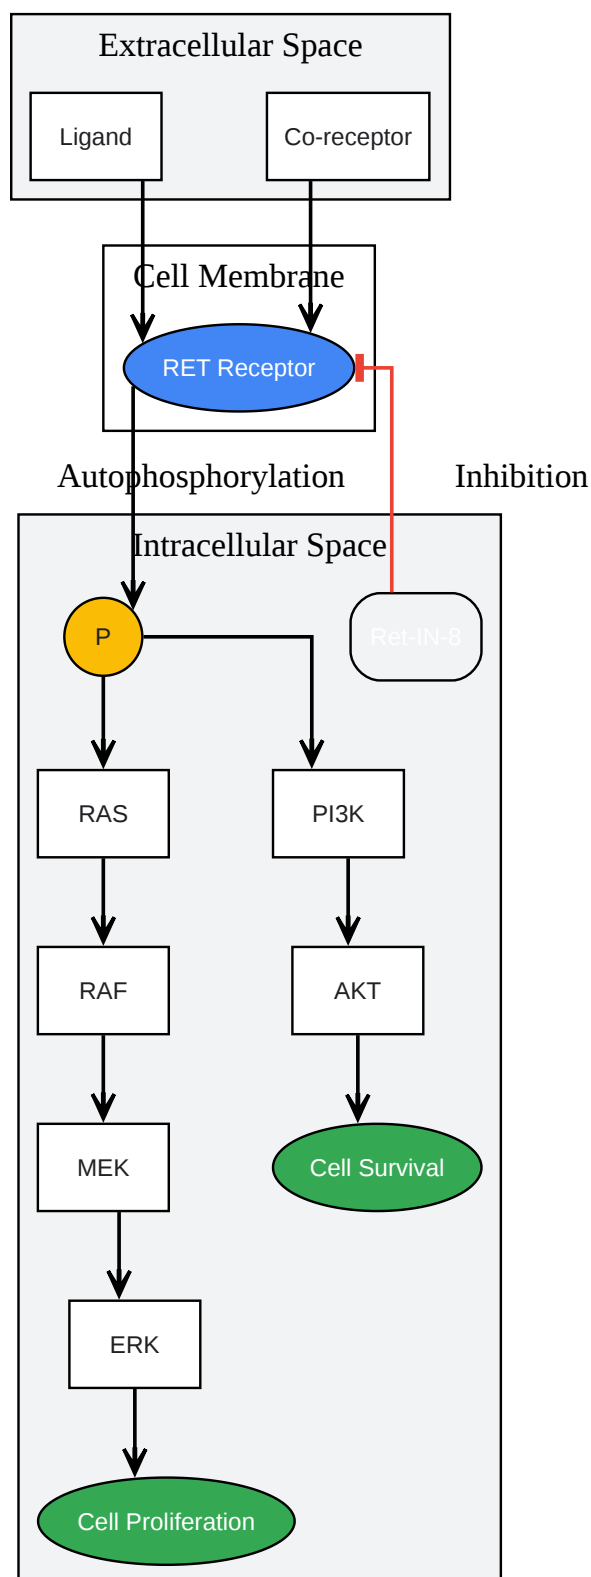 Extracellular Space
Ligand
Co-receptor
Cell Membrane
RET Receptor
Autophosphorylation
Inhibition
Intracellular Space
P
Ret-IN-8
RAS
PI3K
RAF
AKT
MEK
Cell Survival
ERK
Cell Proliferation